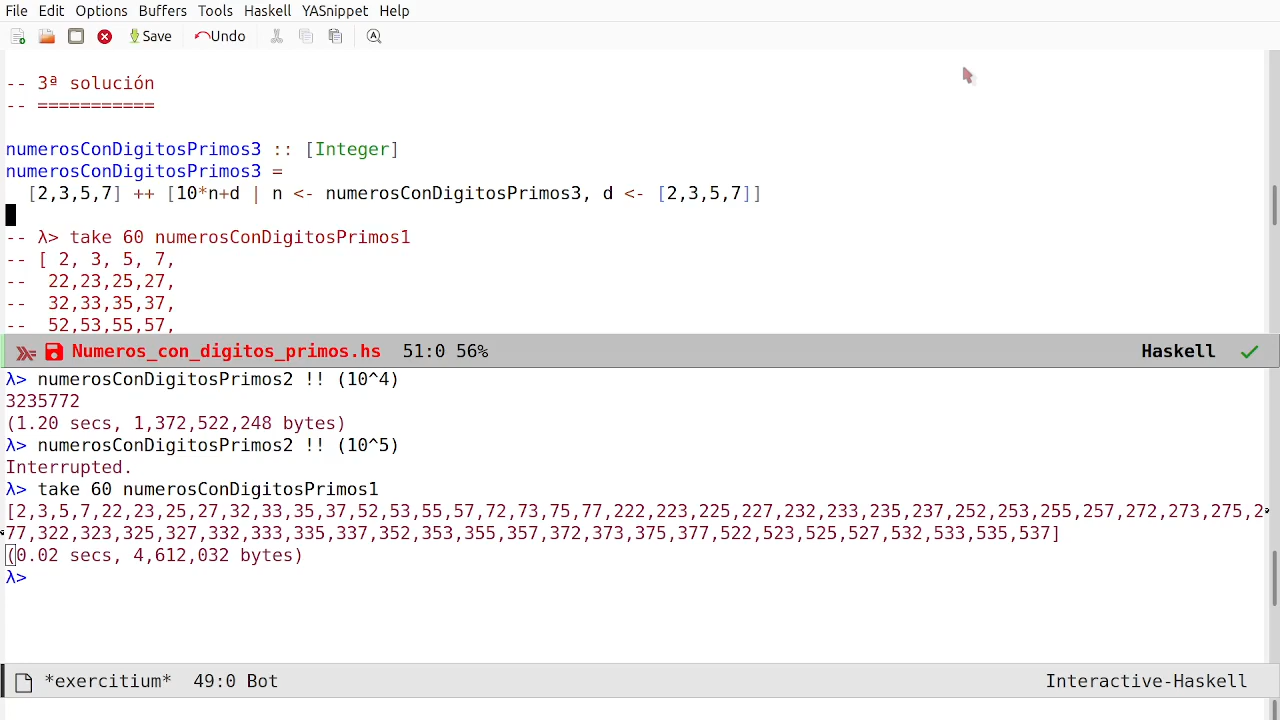 File Edit Options Buffers Tools Haskell YASnippet Help
Save Undo
-- 3ª solución
-- ===========
numerosConDigitosPrimos3 :: [Integer]
numerosConDigitosPrimos3 =
  [2,3,5,7] ++ [10*n+d | n <- numerosConDigitosPrimos3, d <- [2,3,5,7]]
-- λ> take 60 numerosConDigitosPrimos1
-- [ 2, 3, 5, 7,
--  22,23,25,27,
--  32,33,35,37,
--  52,53,55,57,
Numeros_con_digitos_primos.hs 51:0 56% Haskell
λ> numerosConDigitosPrimos2 !! (10^4)
3235772
(1.20 secs, 1,372,522,248 bytes)
λ> numerosConDigitosPrimos2 !! (10^5)
Interrupted.
λ> take 60 numerosConDigitosPrimos1
[2,3,5,7,22,23,25,27,32,33,35,37,52,53,55,57,72,73,75,77,222,223,225,227,232,233,235,237,252,253,255,257,272,273,275,2
77,322,323,325,327,332,333,335,337,352,353,355,357,372,373,375,377,522,523,525,527,532,533,535,537]
(0.02 secs, 4,612,032 bytes)
λ>
*exercitium* 49:0 Bot Interactive-Haskell